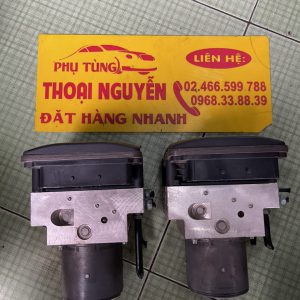 PHỤ TÙNG
THOẠI NGUYỄN
ĐẶT HÀNG NHANH
LIÊN HỆ:
02.466.599.788
0968.33.88.39